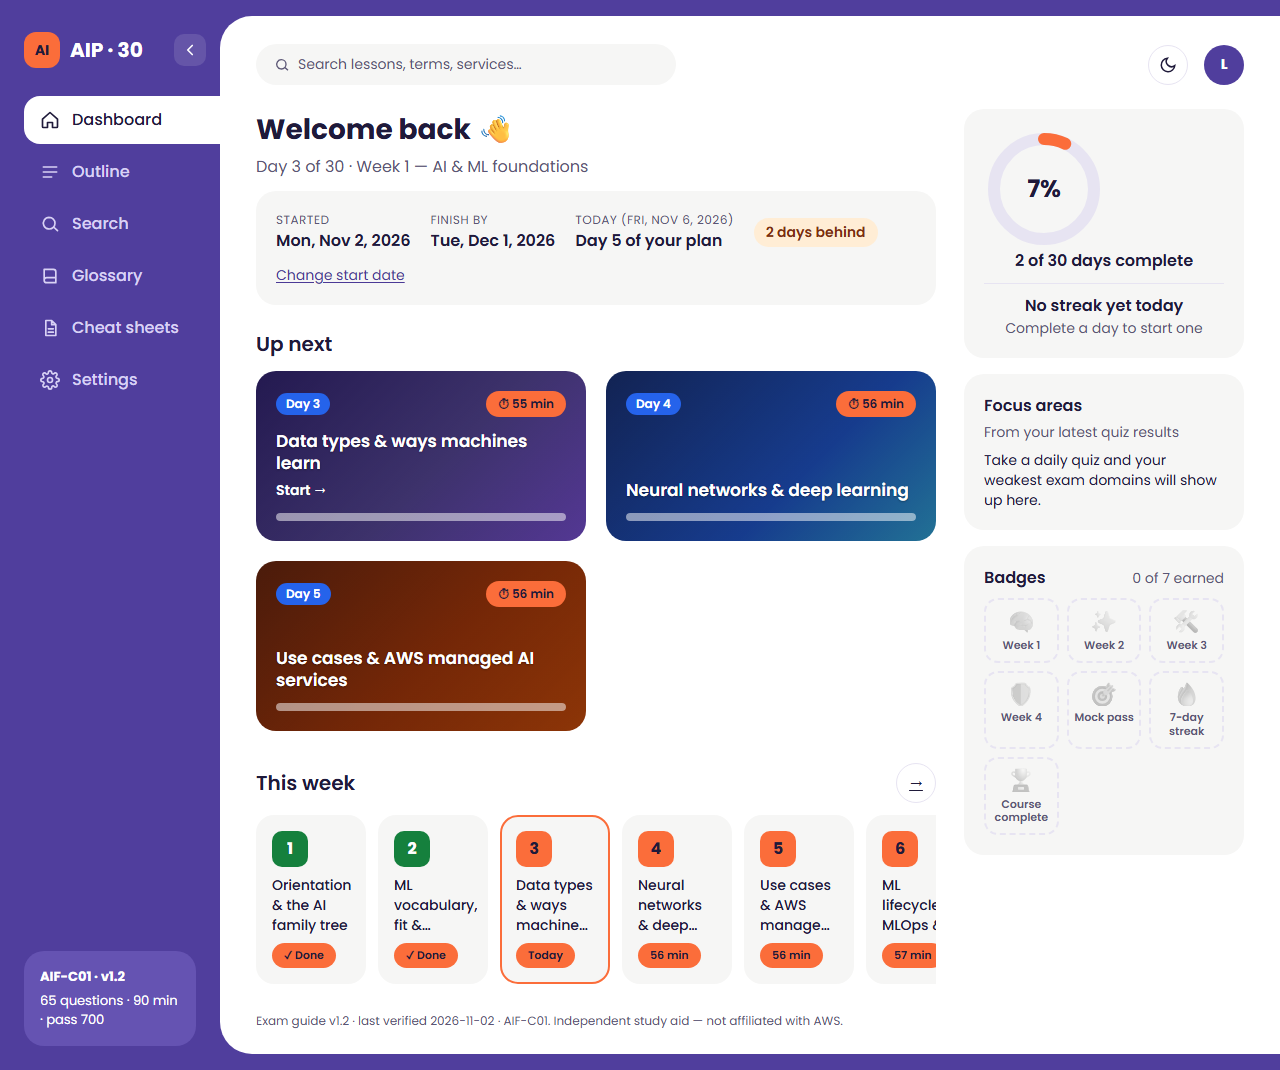 AI
AIP · 30
Dashboard
Outline
Search
Glossary
Cheat sheets
Settings
AIF-C01 · v1.2
65 questions · 90 min
· pass 700
Search lessons, terms, services...
L
Welcome back 👋
Day 3 of 30 · Week 1 — AI & ML foundations
STARTED
Mon, Nov 2, 2026
FINISH BY
Tue, Dec 1, 2026
TODAY (FRI, NOV 6, 2026)
Day 5 of your plan
2 days behind
Change start date
Up next
Day 3
⏱ 55 min
Data types & ways machines
learn
Start →
Day 4
⏱ 56 min
Neural networks & deep learning
Day 5
⏱ 56 min
Use cases & AWS managed AI
services
This week
→
1
Orientation
& the AI
family tree
✓ Done
2
ML
vocabulary,
fit &...
✓ Done
3
Data types
& ways
machine...
Today
4
Neural
networks
& deep...
56 min
5
Use cases
& AWS
manage...
56 min
6
ML
lifecycle
MLOps &
57 min
Exam guide v1.2 · last verified 2026-11-02 · AIF-C01. Independent study aid — not affiliated with AWS.
7%
2 of 30 days complete
No streak yet today
Complete a day to start one
Focus areas
From your latest quiz results
Take a daily quiz and your
weakest exam domains will show
up here.
Badges
0 of 7 earned
Week 1
Week 2
Week 3
Week 4
Mock pass
7-day
streak
Course
complete